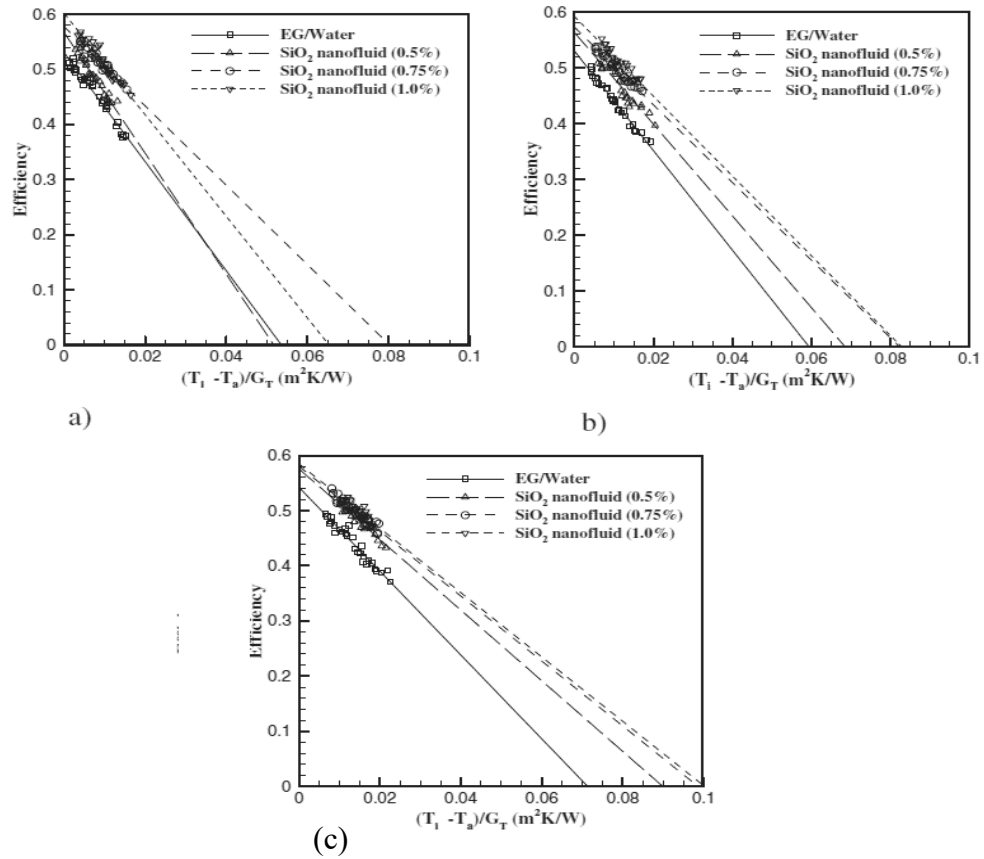 0.6
0.5
0.4
0.3
0.2
0.1
0
Efficiency
EG/Water
SiO2 nanofluid (0.5%)
SiO2 nanofluid (0.75%)
SiO2 nanofluid (1.0%)
0 0.02 0.04 0.06 0.08 0.1
(Ti -Ta)/GT (m2K/W)
a)
0.6
0.5
0.4
0.3
0.2
0.1
0
Efficiency
EG/Water
SiO2 nanofluid (0.5%)
SiO2 nanofluid (0.75%)
SiO2 nanofluid (1.0%)
0 0.02 0.04 0.06 0.08 0.1
(Ti -Ta)/GT (m2K/W)
b)
0.6
0.5
0.4
0.3
0.2
0.1
0
Efficiency
EG/Water
SiO2 nanofluid (0.5%)
SiO2 nanofluid (0.75%)
SiO2 nanofluid (1.0%)
0 0.02 0.04 0.06 0.08 0.1
(Ti -Ta)/GT (m2K/W)
(c)